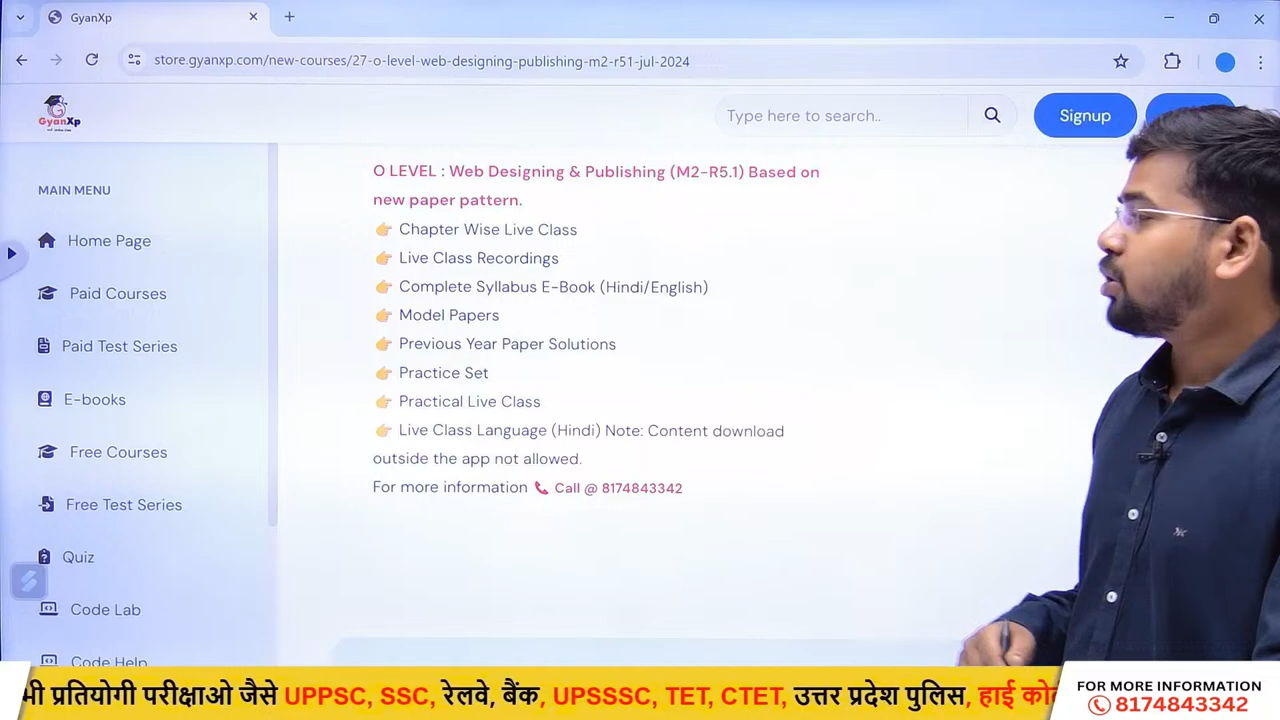 GyanXp
store.gyanxp.com/new-courses/27-o-level-web-designing-publishing-m2-r51-jul-2024
GyanXp
Type here to search..
Signup
MAIN MENU
Home Page
Paid Courses
Paid Test Series
E-books
Free Courses
Free Test Series
Quiz
Code Lab
Code Help
O LEVEL : Web Designing & Publishing (M2-R5.1) Based on
new paper pattern.
👉 Chapter Wise Live Class
👉 Live Class Recordings
👉 Complete Syllabus E-Book (Hindi/English)
👉 Model Papers
👉 Previous Year Paper Solutions
👉 Practice Set
👉 Practical Live Class
👉 Live Class Language (Hindi) Note: Content download
outside the app not allowed.
For more information 📞 Call @ 8174843342
भी प्रतियोगी परीक्षाओ जैसे UPPSC, SSC, रेलवे, बैंक, UPSSSC, TET, CTET, उत्तर प्रदेश पुलिस, हाई
FOR MORE INFORMATION
8174843342